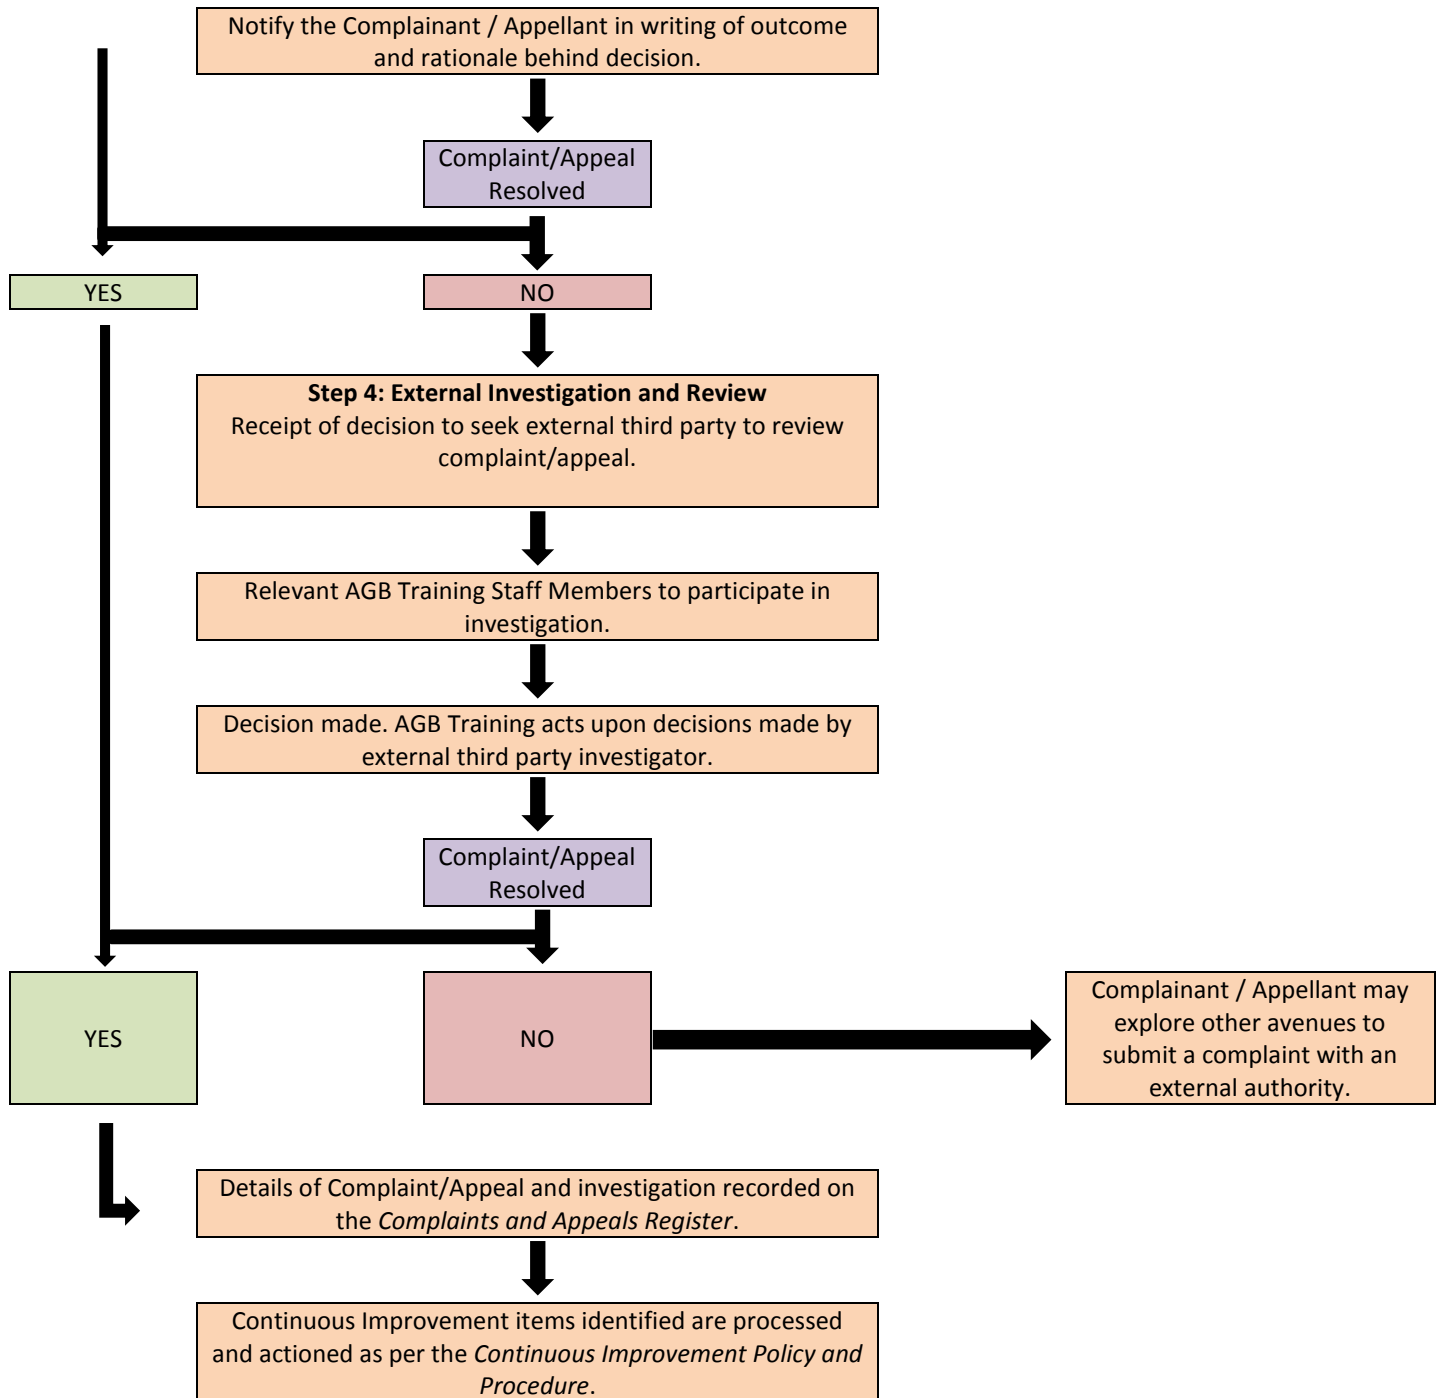 Notify the Complainant / Appellant in writing of outcome
and rationale behind decision.
Complaint/Appeal
Resolved
YES
NO
Step 4: External Investigation and Review
Receipt of decision to seek external third party to review
complaint/appeal.
Relevant AGB Training Staff Members to participate in
investigation.
Decision made. AGB Training acts upon decisions made by
external third party investigator.
Complaint/Appeal
Resolved
YES
NO
Complainant / Appellant may
explore other avenues to
submit a complaint with an
external authority.
Details of Complaint/Appeal and investigation recorded on
the Complaints and Appeals Register.
Continuous Improvement items identified are processed
and actioned as per the Continuous Improvement Policy and
Procedure.